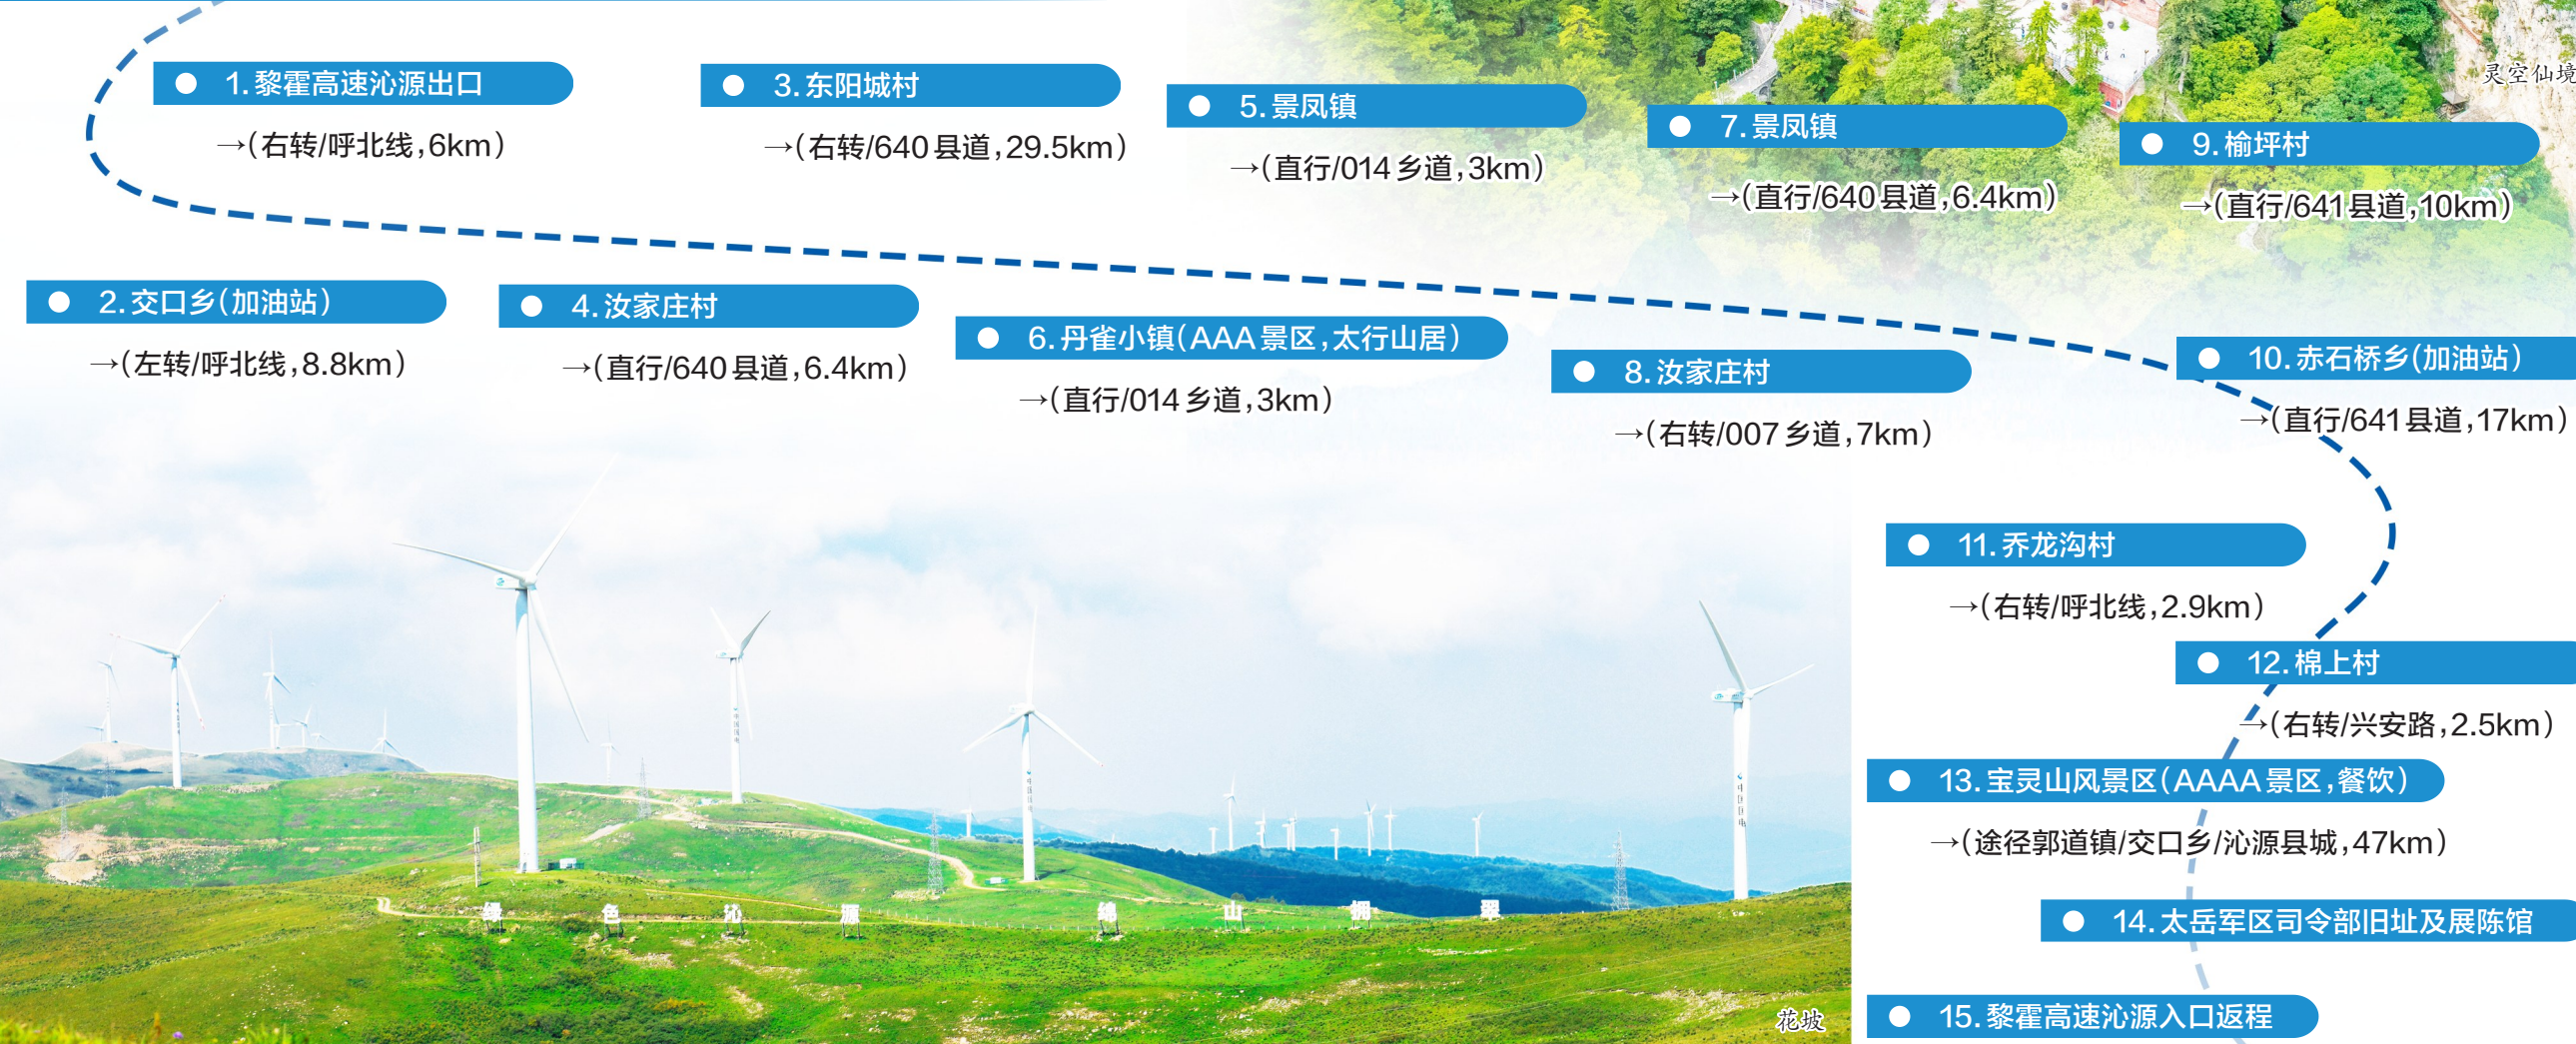 灵空仙境
1.黎霍高速沁源出口
→(右转/呼北线,6km)
2.交口乡(加油站)
→(左转/呼北线,8.8km)
3.东阳城村
→(右转/640县道,29.5km)
4.汝家庄村
→(直行/640县道,6.4km)
5.景凤镇
→(直行/014乡道,3km)
6.丹雀小镇(AAA景区,太行山居)
→(直行/014乡道,3km)
7.景凤镇
→(直行/640县道,6.4km)
8.汝家庄村
→(右转/007乡道,7km)
9.榆坪村
→(直行/641县道,10km)
10.赤石桥乡(加油站)
→(直行/641县道,17km)
11.乔龙沟村
→(右转/呼北线,2.9km)
12.棉上村
→(右转/兴安路,2.5km)
13.宝灵山风景区(AAAA景区,餐饮)
→(途径郭道镇/交口乡/沁源县城,47km)
14.太岳军区司令部旧址及展陈馆
15.黎霍高速沁源入口返程
绿色沁源 绵山拥翠
花坡